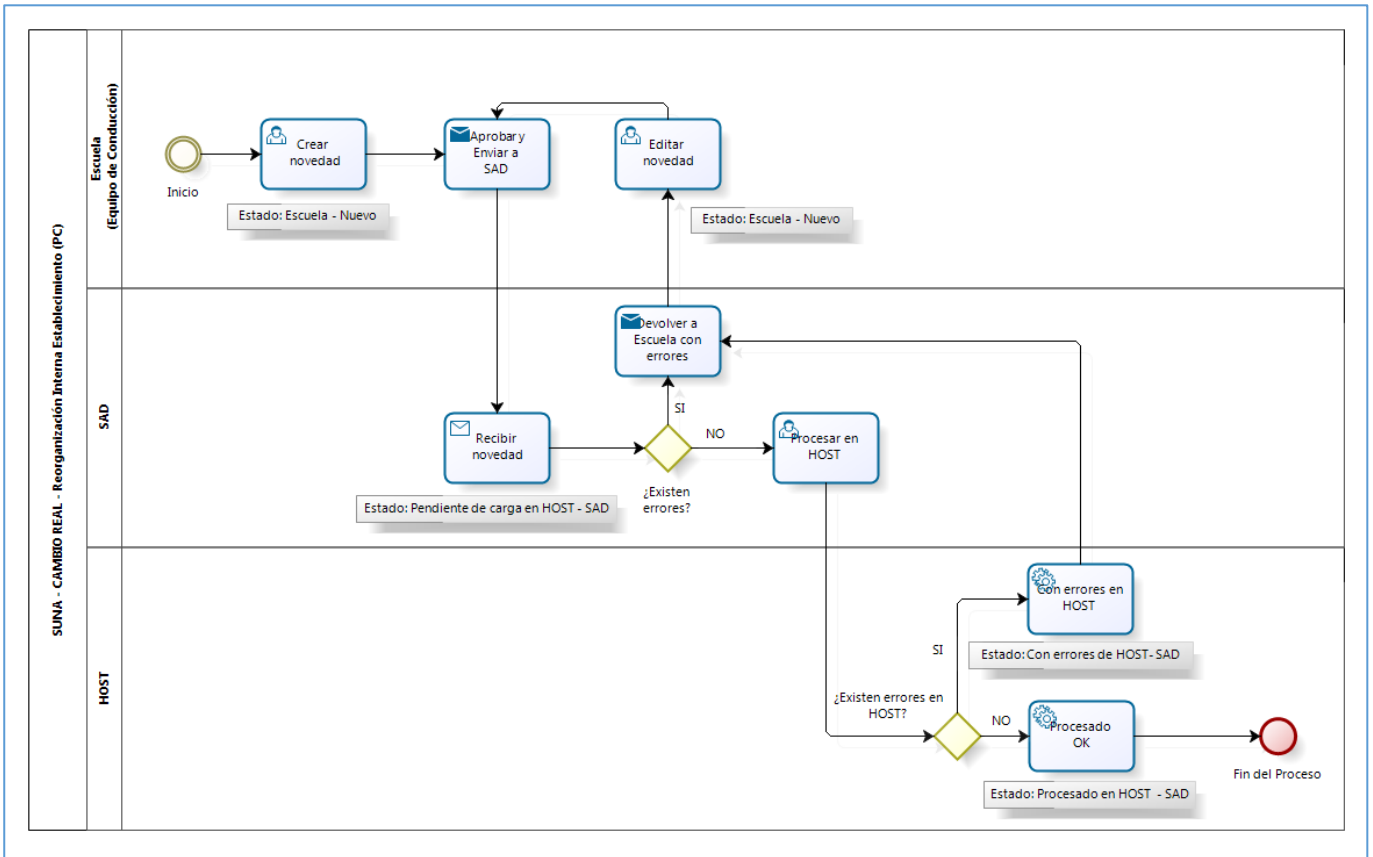 SUNA - CAMBIO REAL - Reorganización Interna Establecimiento (PC)
Escuela
(Equipo de Conducción)
Inicio
Crear
novedad
Estado: Escuela - Nuevo
Aprobar y
Enviar a
SAD
Editar
novedad
Estado: Escuela - Nuevo
SAD
Devolver a
Escuela con
errores
SI
Recibir
novedad
Estado: Pendiente de carga en HOST - SAD
¿Existen
errores?
NO
Procesar en
HOST
HOST
Con errores en
HOST
Estado: Con errores de HOST- SAD
SI
¿Existen errores en
HOST?
NO
Procesado
OK
Estado: Procesado en HOST - SAD
Fin del Proceso